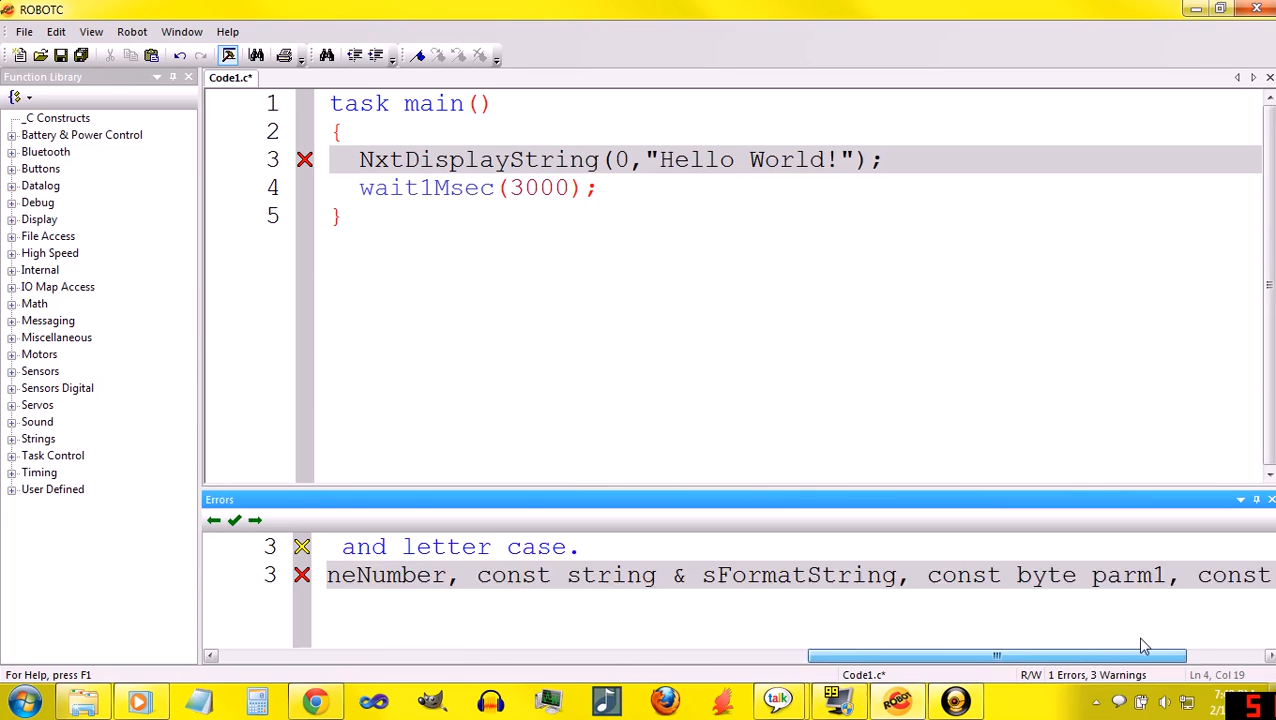 ROBOTC
File Edit View Robot Window Help
Function Library
Code1.c*
_C Constructs
Battery & Power Control
Bluetooth
Buttons
Datalog
Debug
Display
File Access
High Speed
Internal
IO Map Access
Math
Messaging
Miscellaneous
Motors
Sensors
Sensors Digital
Servos
Sound
Strings
Task Control
Timing
User Defined
1 task main()
2 {
3 NxtDisplayString(0,"Hello World!");
4 wait1Msec(3000);
5 }
Errors
3 and letter case.
3 neNumber, const string & sFormatString, const byte parm1, const
For Help, press F1
Code1.c*
R/W
1 Errors, 3 Warnings
Ln 4, Col 19
talk
99
ROBOT
5